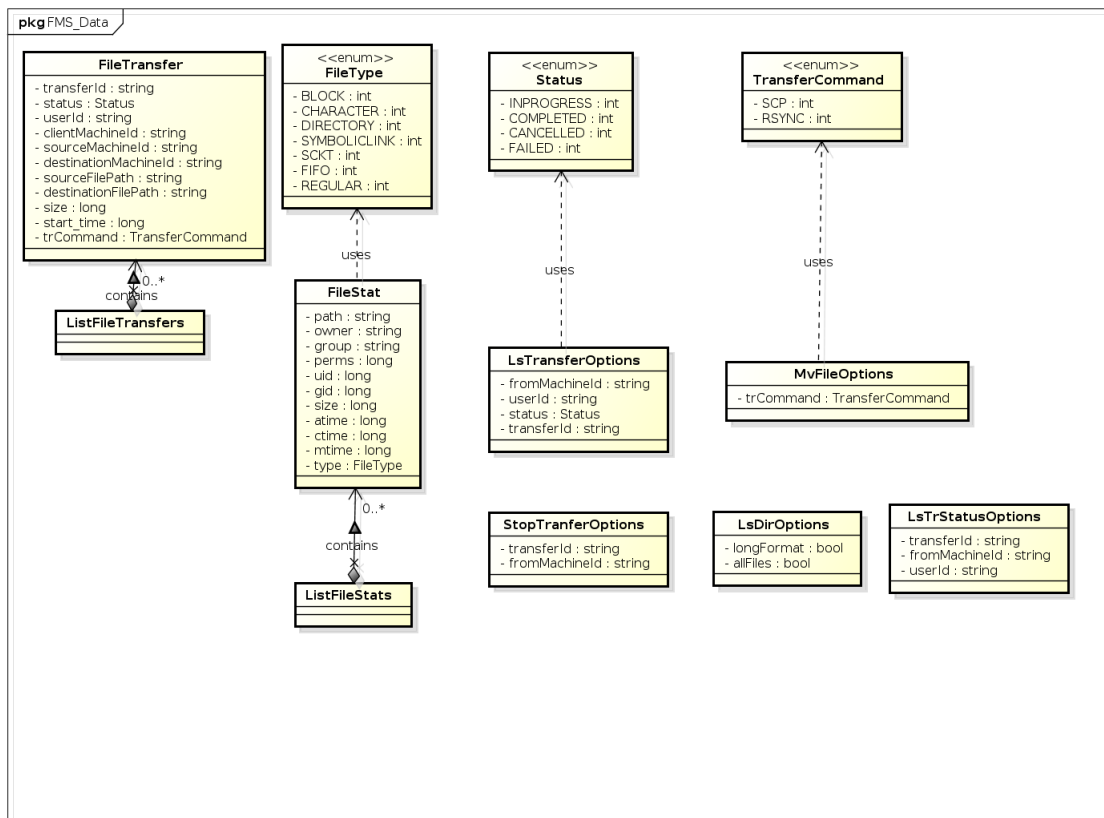 pkg FMS_Data
FileTransfer
- transferId : string
- status : Status
- userId : string
- clientMachineId : string
- sourceMachineId : string
- destinationMachineId : string
- sourceFilePath : string
- destinationFilePath : string
- size : long
- start_time : long
- trCommand : TransferCommand
0..*
contains
ListFileTransfers
<<enum>>
FileType
- BLOCK : int
- CHARACTER : int
- DIRECTORY : int
- SYMBOLICLINK : int
- SCKT : int
- FIFO : int
- REGULAR : int
uses
FileStat
- path : string
- owner : string
- group : string
- perms : long
- uid : long
- gid : long
- size : long
- atime : long
- ctime : long
- mtime : long
- type : FileType
0..*
contains
ListFileStats
<<enum>>
Status
- INPROGRESS : int
- COMPLETED : int
- CANCELLED : int
- FAILED : int
uses
LsTransferOptions
- fromMachineId : string
- userId : string
- status : Status
- transferId : string
<<enum>>
TransferCommand
- SCP : int
- RSYNC : int
uses
MvFileOptions
- trCommand : TransferCommand
StopTranferOptions
- transferId : string
- fromMachineId : string
LsDirOptions
- longFormat : bool
- allFiles : bool
LsTrStatusOptions
- transferId : string
- fromMachineId : string
- userId : string